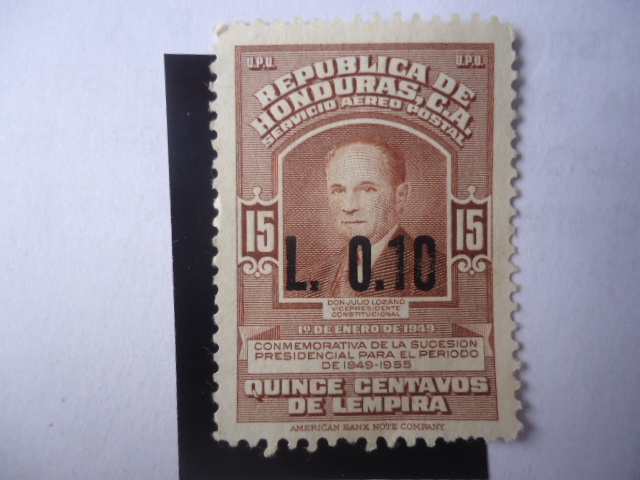 U.P.U. U.P.U.
REPUBLICA DE
HONDURAS, C.A.
SERVICIO AEREO POSTAL
15 15
L. 0.10
DON JULIO LOZANO
VICEPRESIDENTE
CONSTITUCIONAL
1º DE ENERO DE 1949
CONMEMORATIVA DE LA SUCESION
PRESIDENCIAL PARA EL PERIODO
DE 1949-1955
QUINCE CENTAVOS
DE LEMPIRA
AMERICAN BANK NOTE COMPANY.